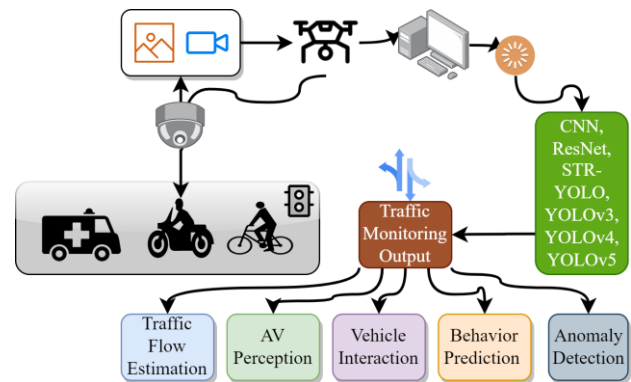 CNN,
ResNet,
STR-
YOLO,
YOLOv3,
YOLOv4,
YOLOv5
Traffic
Monitoring
Output
Traffic
Flow
Estimation
AV
Perception
Vehicle
Interaction
Behavior
Prediction
Anomaly
Detection